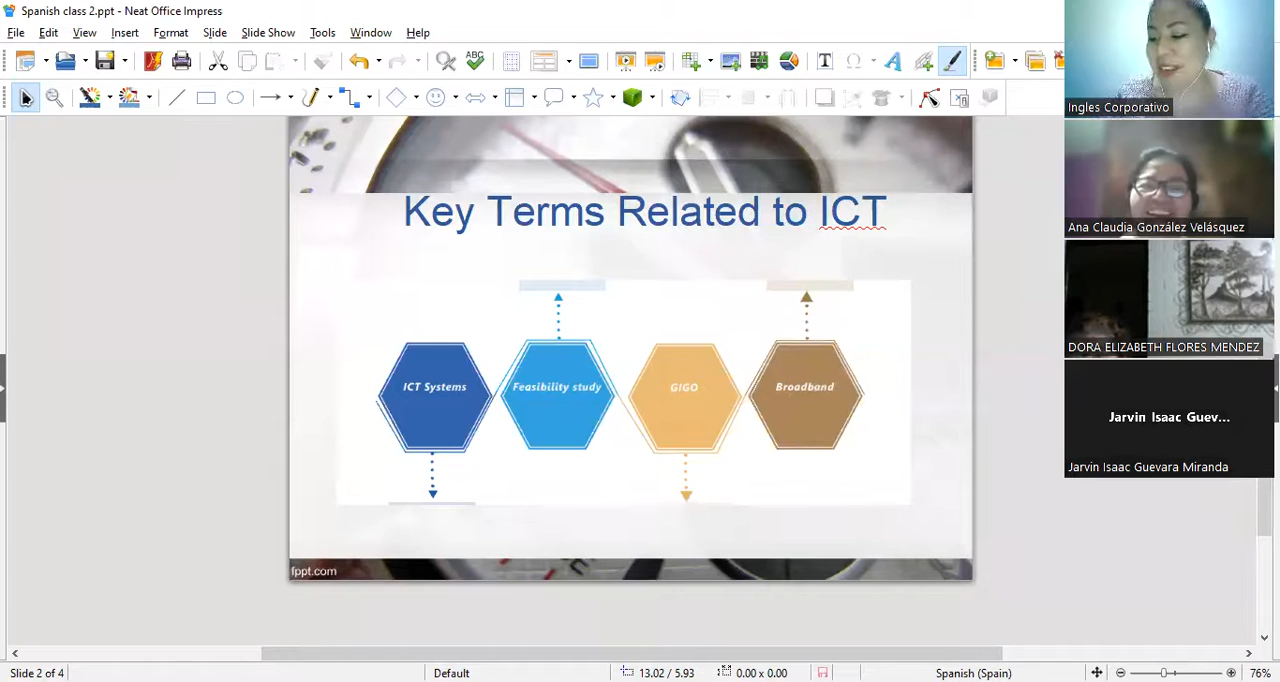 Spanish class 2.ppt - Neat Office Impress
File Edit View Insert Format Slide Slide Show Tools Window Help
ABC
T Ω A
Ingles Corporativo
Ana Claudia González Velásquez
DORA ELIZABETH FLORES MENDEZ
Jarvin Isaac Guev...
Jarvin Isaac Guevara Miranda
Key Terms Related to ICT
ICT Systems
Feasibility study
GIGO
Broadband
fppt.com
Slide 2 of 4
Default
13.02 / 5.93
0.00 x 0.00
Spanish (Spain)
76%